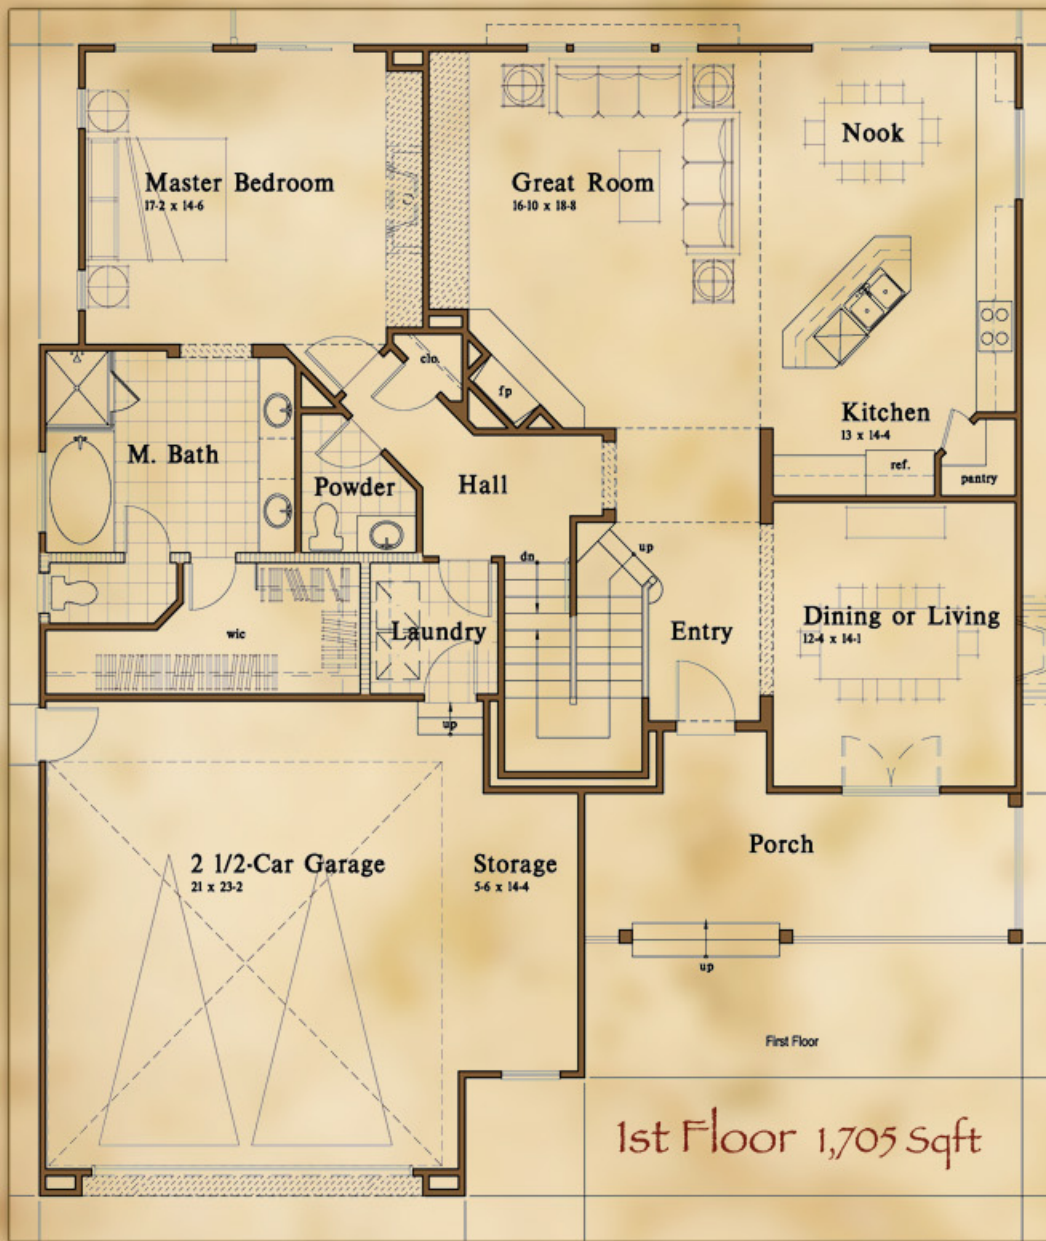 Nook
Master Bedroom
17-2 x 14-6
Great Room
16-10 x 18-8
clo.
fp
Kitchen
13 x 14-4
M. Bath
ref.
pantry
Powder
Hall
dn
up
Dining or Living
12-4 x 14-1
wic
Laundry
Entry
up
Porch
2 1/2-Car Garage
21 x 23-2
Storage
5-6 x 14-4
up
First Floor
1st Floor 1,705 Sqft